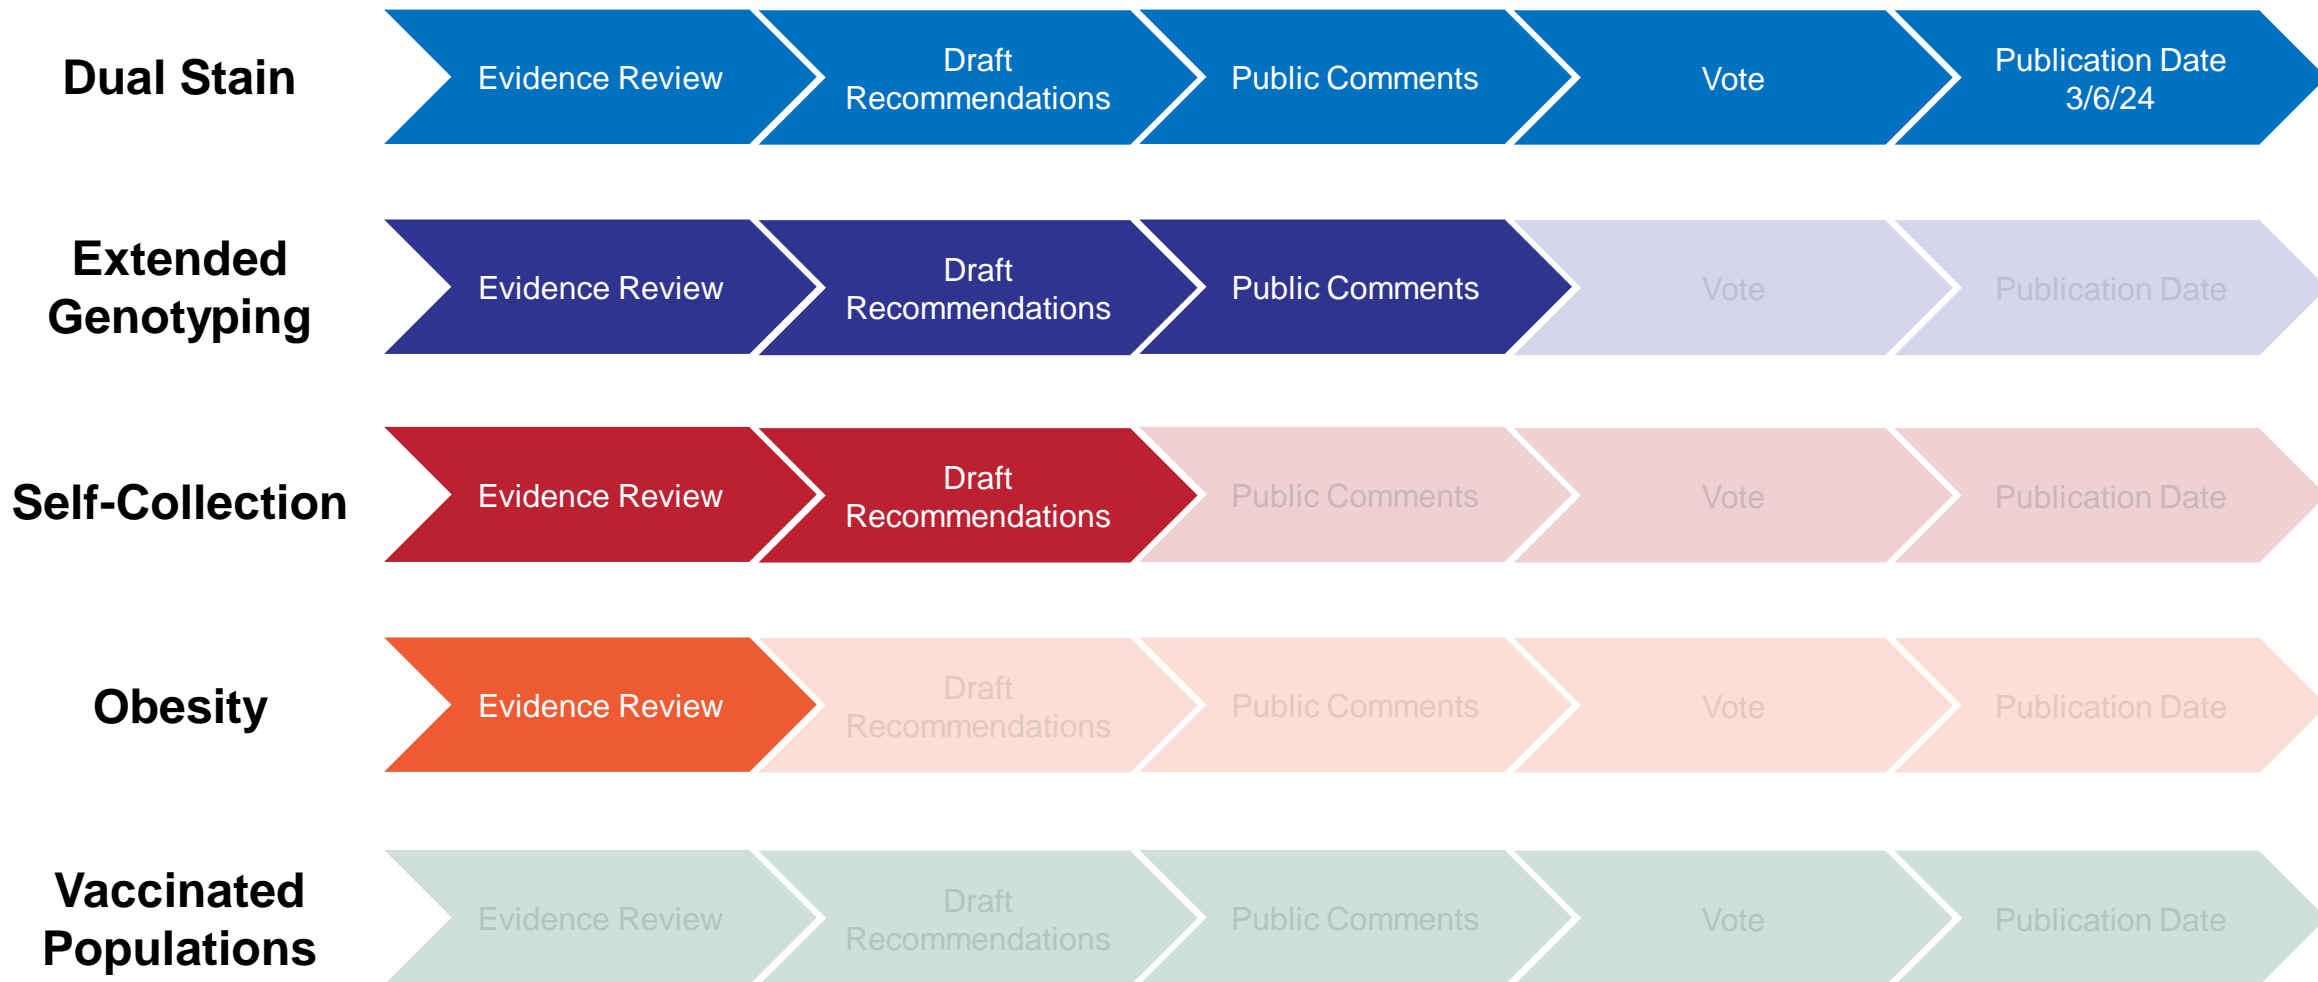 Dual Stain
Evidence Review
Draft
Recommendations
Public Comments
Vote
Publication Date
3/6/24
Extended
Genotyping
Evidence Review
Draft
Recommendations
Public Comments
Vote
Publication Date
Self-Collection
Evidence Review
Draft
Recommendations
Public Comments
Vote
Publication Date
Obesity
Evidence Review
Draft
Recommendations
Public Comments
Vote
Publication Date
Vaccinated
Populations
Evidence Review
Draft
Recommendations
Public Comments
Vote
Publication Date